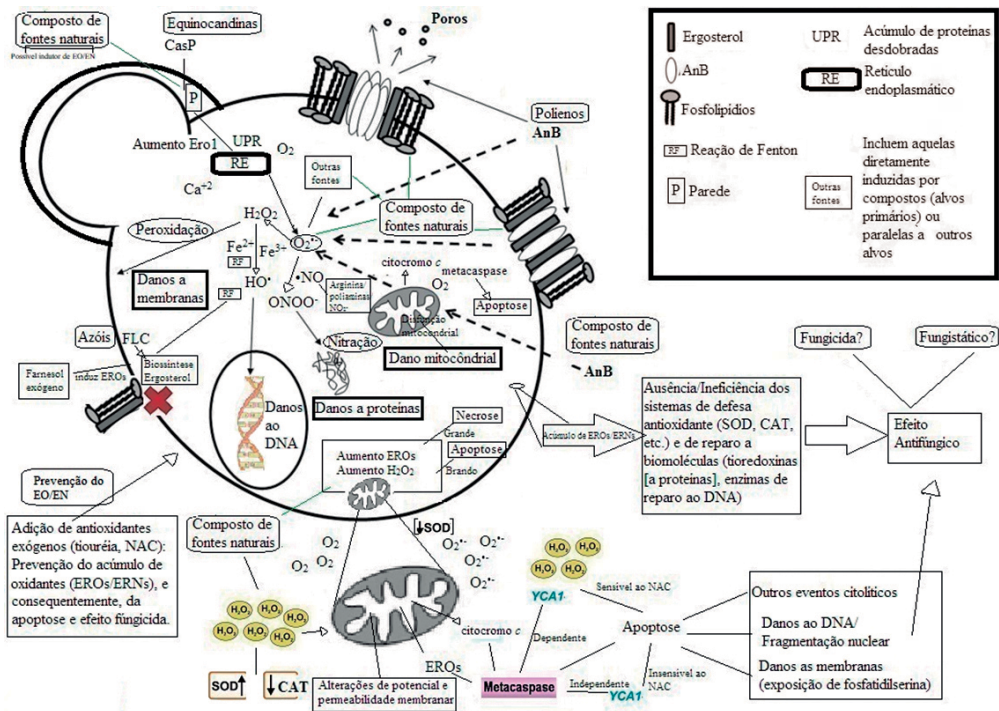 Composto de
fontes naturais
Possível indutor de EO/EN
Equinocandinas
CasP
P
Aumento Ero1
UPR
RE
O₂
Ca⁺²
Poros
Polienos
AnB
Outras
fontes
Composto de
fontes naturais
Peroxidação
H₂O₂
Fe²⁺
Fe³⁺
RF
O₂•⁻
HO•
RF
•NO
ONOO⁻
Arginina/
poliaminas
NO₂⁻
citocromo c
O₂
metacaspase
Apoptose
Disfunção
mitocondrial
Danos a
membranas
Nitração
Dano mitocôndrial
Danos a proteinas
Composto de
fontes naturais
AnB
Azóis
FLC
Farnesol
exógeno
induz EROs
Biossíntese
Ergosterol
Danos
ao
DNA
Necrose
Grande
Apoptose
Brando
Aumento EROs
Aumento H₂O₂
Acúmulo de EROs/ERNs
Ausência/Ineficiência dos
sistemas de defesa
antioxidante (SOD, CAT,
etc.) e de reparo a
biomoléculas (tioredoxinas
[a proteinas], enzimas de
reparo ao DNA)
Fungicida?
Fungistático?
Efeito
Antifúngico
Prevenção do
EO/EN
Adição de antioxidantes
exógenos (tiouréia, NAC):
Prevenção do acúmulo de
oxidantes (EROs/ERNs), e
consequentemente, da
apoptose e efeito fúngicida.
Composto de
fontes naturais
H₂O₂
H₂O₂
H₂O₂
H₂O₂
H₂O₂
H₂O₂
SOD↑
↓CAT
O₂
O₂
O₂
↓SOD
O₂•⁻
O₂•⁻
O₂•⁻
O₂•⁻
citocromo c
EROs
Alterações de potencial e
permeabilidade membranar
Metacaspase
H₂O₂
H₂O₂
H₂O₂
H₂O₂
YCA1
Sensivel ao NAC
Dependente
Apoptose
Independente
YCA1
Insensivel ao
NAC
Outros eventos citoliticos
Danos ao DNA/
Fragmentação nuclear
Danos as membranas
(exposição de fosfatidilserina)
Ergosterol
AnB
Fosfolipidios
RF
Reação de Fenton
P
Parede
UPR
Acúmulo de proteinas
desdobradas
RE
Retículo
endoplasmático
Outras
fontes
Incluem aquelas
diretamente
induzidas por
compostos (alvos
primários) ou
paralelas a outros
alvos